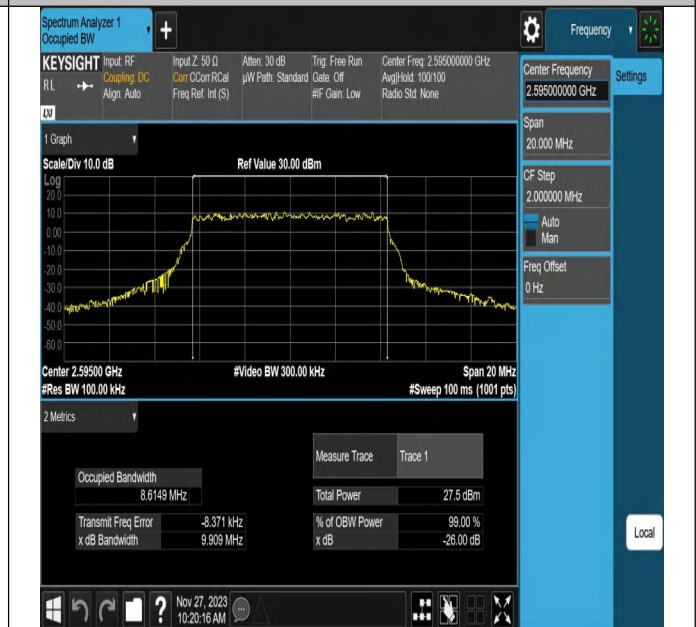 Spectrum Analyzer 1
Occupied BW
Frequency
KEYSIGHT
RL
LXI
Input: RF
Coupling: DC
Align: Auto
Input Z: 50 Ω
Corr CCorr RCal
Freq Ref: Int (S)
Atten: 30 dB
µW Path: Standard
Trig: Free Run
Gate: Off
#IF Gain: Low
Center Freq: 2.595000000 GHz
Avg|Hold: 100/100
Radio Std: None
Center Frequency
2.595000000 GHz
Settings
Span
20.000 MHz
CF Step
2.000000 MHz
Auto
Man
Freq Offset
0 Hz
Local
1 Graph
Scale/Div 10.0 dB
Ref Value 30.00 dBm
Log
20.0
10.0
0.00
-10.0
-20.0
-30.0
-40.0
-50.0
-60.0
Center 2.59500 GHz
#Video BW 300.00 kHz
Span 20 MHz
#Res BW 100.00 kHz
#Sweep 100 ms (1001 pts)
2 Metrics
Measure Trace
Trace 1
Occupied Bandwidth
8.6149 MHz
Total Power
27.5 dBm
Transmit Freq Error
-8.371 kHz
% of OBW Power
99.00 %
x dB Bandwidth
9.909 MHz
x dB
-26.00 dB
?
Nov 27, 2023
10:20:16 AM